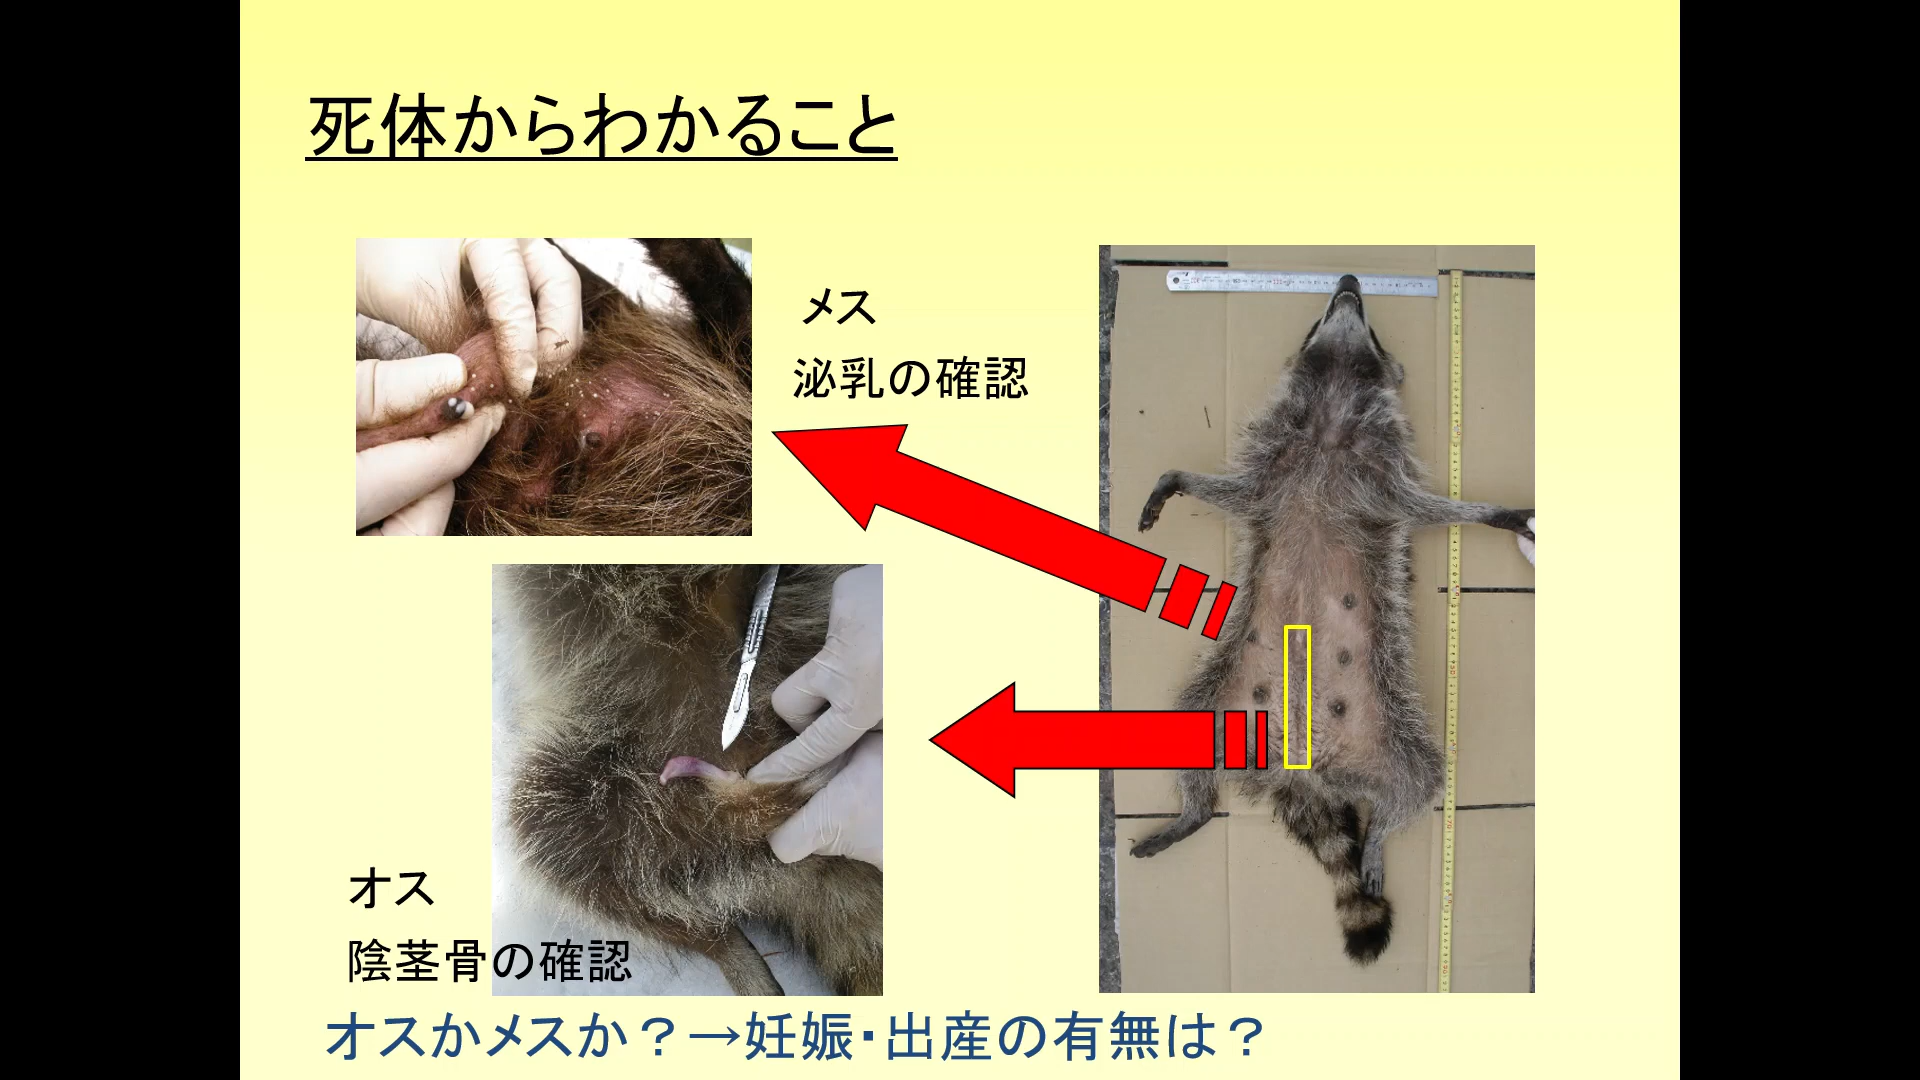 死体からわかること
メス
泌乳の確認
オス
陰茎骨の確認
オスかメスか？→妊娠・出産の有無は？